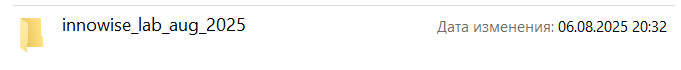 innowise_lab_aug_2025 Дата изменения: 06.08.2025 20:32